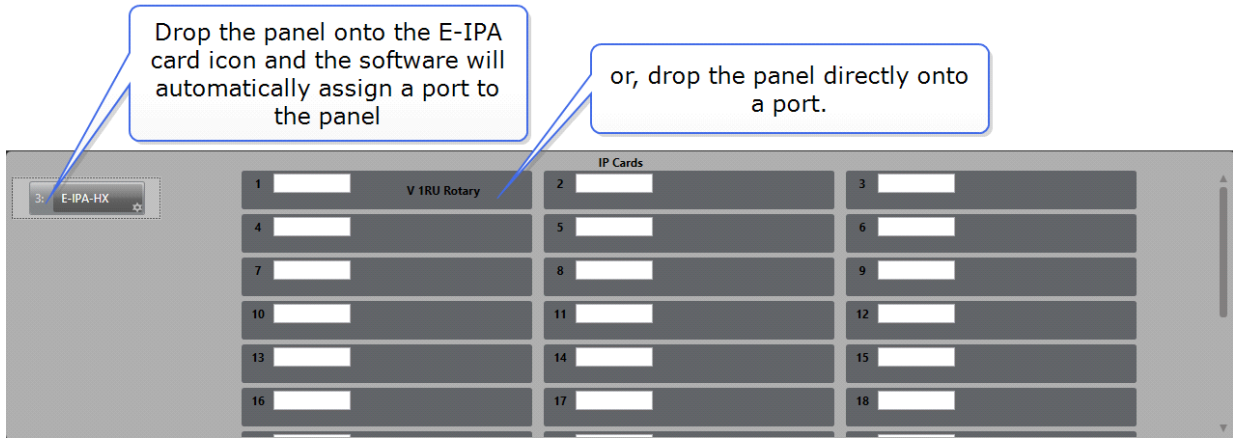 Drop the panel onto the E-IPA
card icon and the software will
automatically assign a port to
the panel
or, drop the panel directly onto
a port.
IP Cards
3: E-IPA-HX
1 V 1RU Rotary 2 3
4 5 6
7 8 9
10 11 12
13 14 15
16 17 18